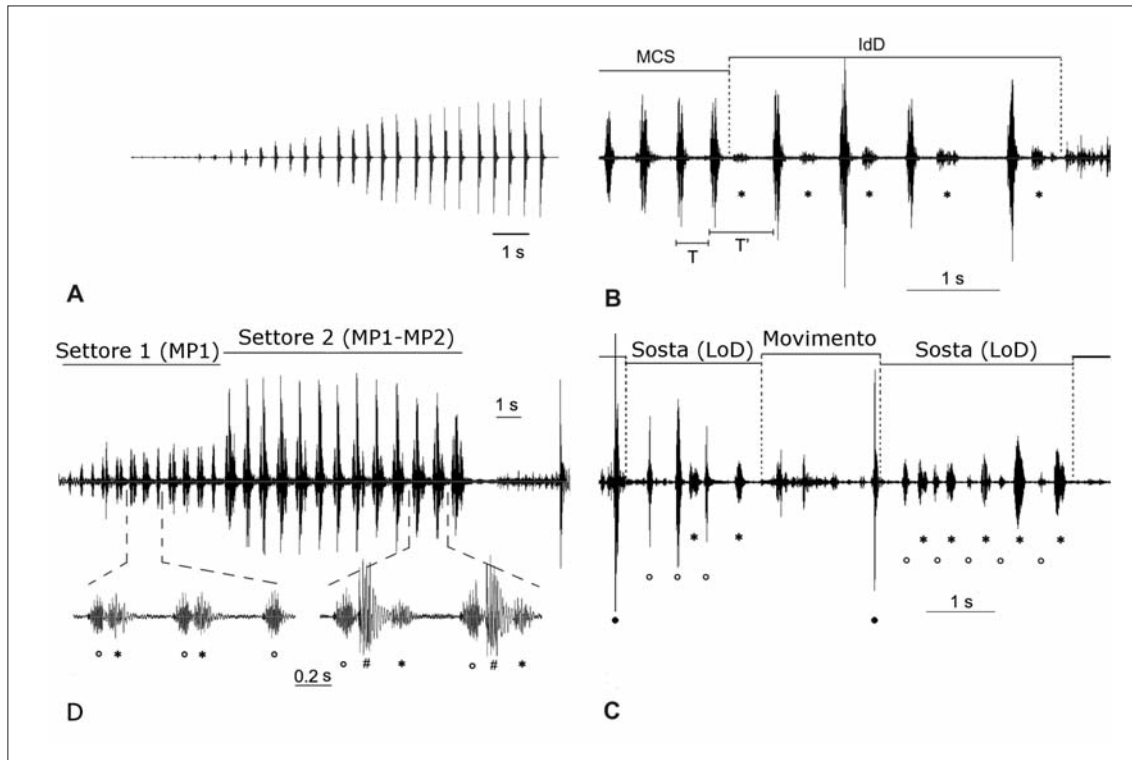 1 s
A
MCS
IdD
*
*
*
*
*
T
T'
1 s
B
Settore 1 (MP1)
Settore 2 (MP1-MP2)
1 s
° * ° * °
0.2 s
° # * ° # *
D
Sosta (LoD)
Movimento
Sosta (LoD)
* *
° ° °
* * * * *
° ° ° ° °
1 s
• •
C